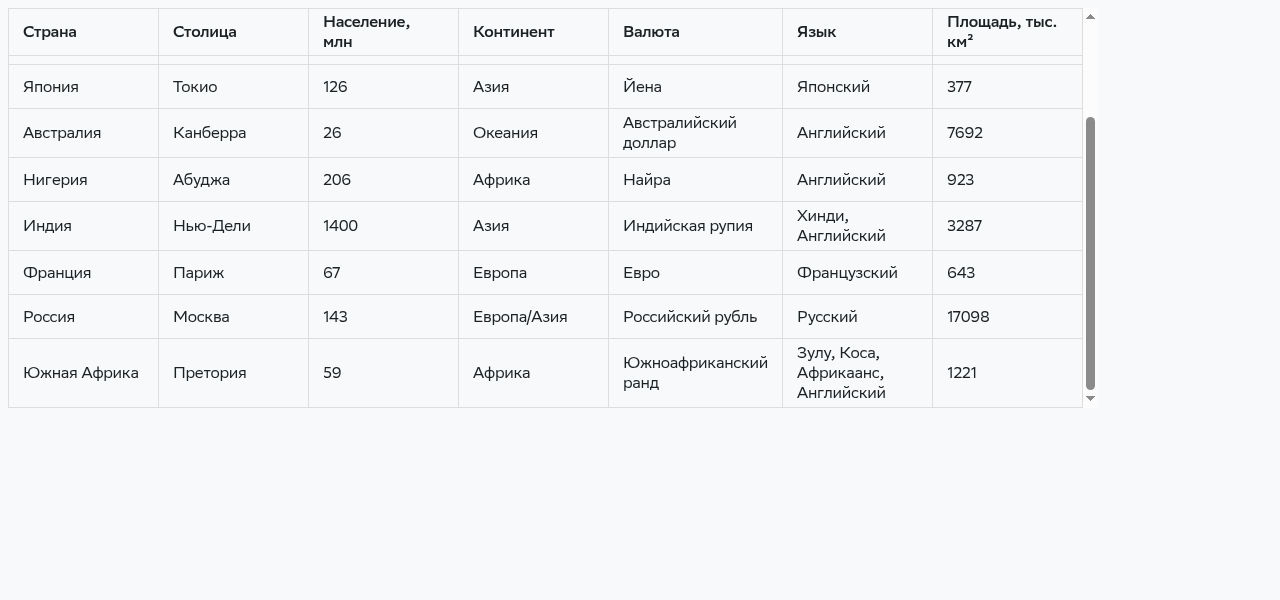 Страна Столица Население, млн Континент Валюта Язык Площадь, тыс. км²
Япония Токио 126 Азия Йена Японский 377
Австралия Канберра 26 Океания Австралийский доллар Английский 7692
Нигерия Абуджа 206 Африка Найра Английский 923
Индия Нью-Дели 1400 Азия Индийская рупия Хинди, Английский 3287
Франция Париж 67 Европа Евро Французский 643
Россия Москва 143 Европа/Азия Российский рубль Русский 17098
Южная Африка Претория 59 Африка Южноафриканский ранд Зулу, Коса, Африкаанс, Английский 1221